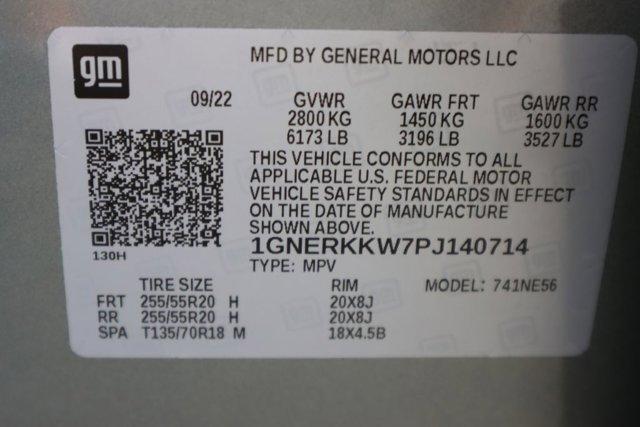 gm
MFD BY GENERAL MOTORS LLC
09/22 GVWR GAWR FRT GAWR RR
2800 KG 1450 KG 1600 KG
6173 LB 3196 LB 3527 LB
THIS VEHICLE CONFORMS TO ALL
APPLICABLE U.S. FEDERAL MOTOR
VEHICLE SAFETY STANDARDS IN EFFECT
ON THE DATE OF MANUFACTURE
SHOWN ABOVE.
1GNERKKW7PJ140714
130H
TYPE: MPV
TIRE SIZE RIM MODEL: 741NE56
FRT 255/55R20 H 20X8J
RR 255/55R20 H 20X8J
SPA T135/70R18 M 18X4.5B